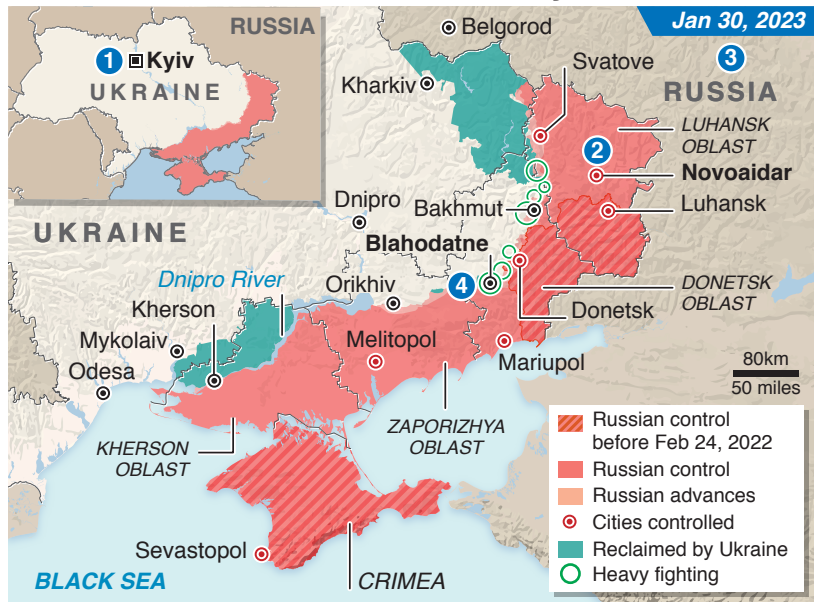 Jan 30, 2023
RUSSIA
1
Kyiv
UKRAINE
Belgorod
Svatove
3
RUSSIA
Kharkiv
LUHANSK
OBLAST
2
Novoaidar
Dnipro
Bakhmut
Luhansk
UKRAINE
Blahodatne
Dnipro River
Orikhiv
4
DONETSK
OBLAST
Kherson
Donetsk
Mykolaiv
Melitopol
Mariupol
Odesa
80km
50 miles
ZAPORIZHYA
OBLAST
KHERSON
OBLAST
Russian control
before Feb 24, 2022
Russian control
Russian advances
Cities controlled
Reclaimed by Ukraine
Heavy fighting
Sevastopol
BLACK SEA
CRIMEA